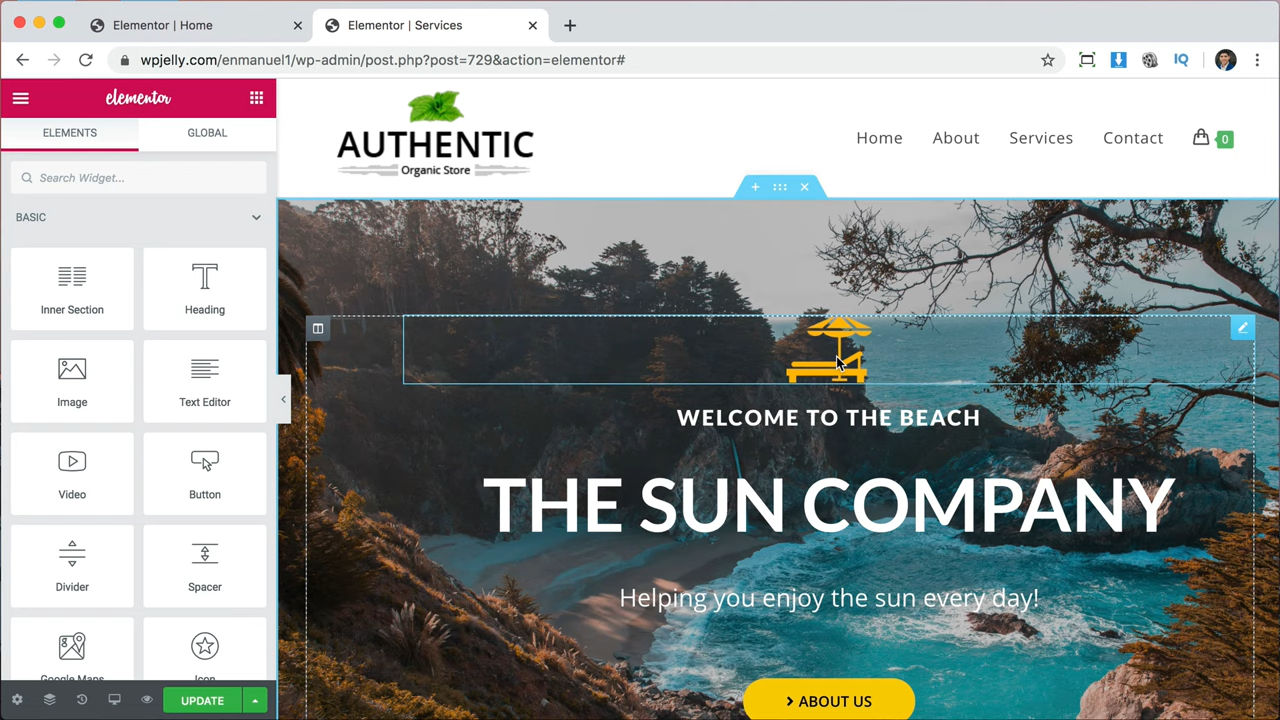 Elementor | Home
Elementor | Services
wpjelly.com/enmanuel1/wp-admin/post.php?post=729&action=elementor#
IQ
elementor
ELEMENTS
GLOBAL
Search Widget...
BASIC
Inner Section
Heading
Image
Text Editor
Video
Button
Divider
Spacer
Google Maps
Icon
UPDATE
AUTHENTIC
Organic Store
Home
About
Services
Contact
0
WELCOME TO THE BEACH
THE SUN COMPANY
Helping you enjoy the sun every day!
ABOUT US